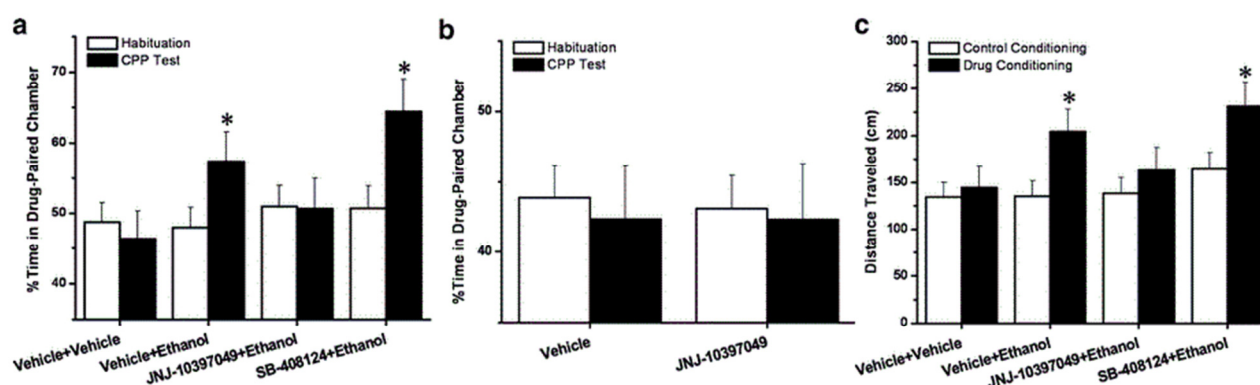 a
Habituation
CPP Test
70
60
50
40
%Time in Drug-Paired Chamber
*
*
Vehicle+Vehicle
Vehicle+Ethanol
JNJ-10397049+Ethanol
SB-408124+Ethanol
b
Habituation
CPP Test
50
40
%Time in Drug-Paired Chamber
Vehicle
JNJ-10397049
c
Control Conditioning
Drug Conditioning
300
250
200
150
100
50
0
Distance Traveled (cm)
*
*
Vehicle+Vehicle
Vehicle+Ethanol
JNJ-10397049+Ethanol
SB-408124+Ethanol